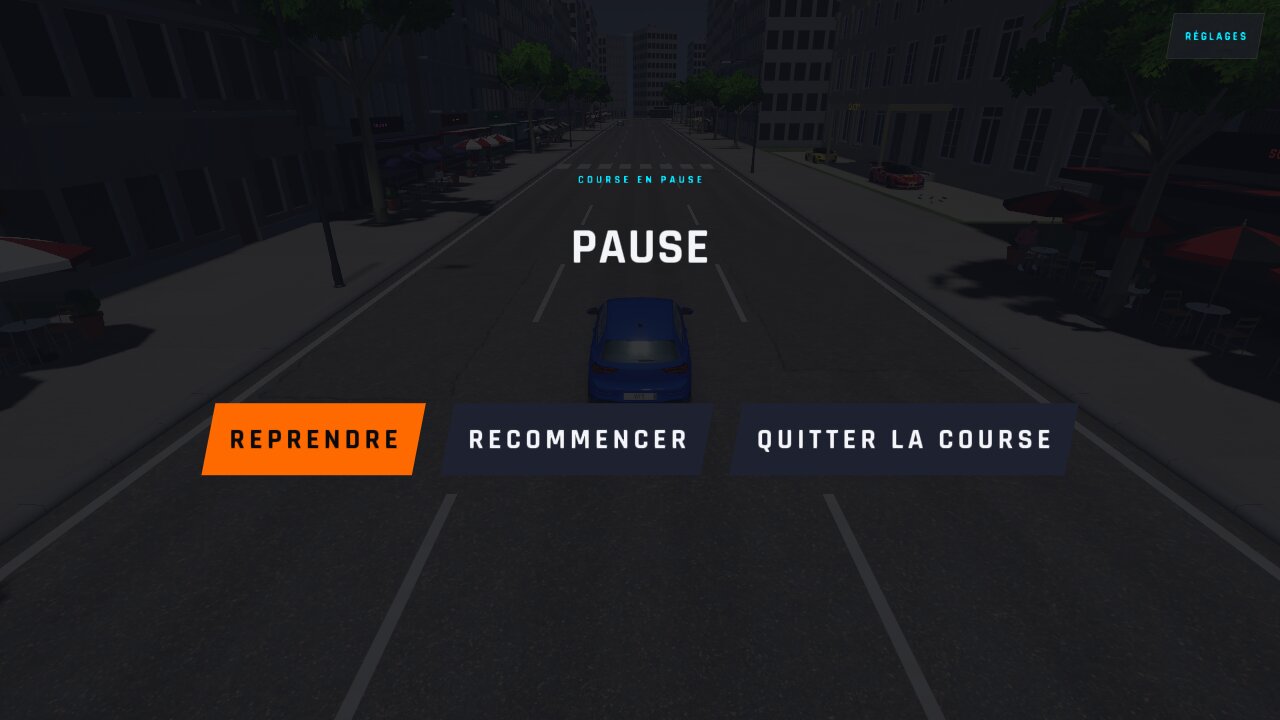 RÉGLAGES
COURSE EN PAUSE
PAUSE
REPRENDRE
RECOMMENCER
QUITTER LA COURSE